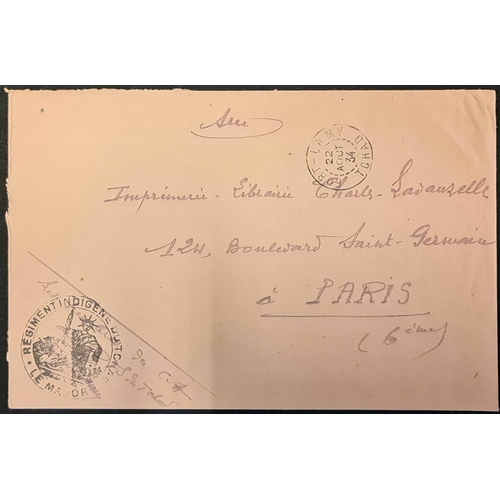 FORT-LAMY TCHAD
22
AOUT
34
Imprimerie-Librairie Charles-Lavauzelle
124, Boulevard Saint-Germain
à PARIS
(6ème)
RÉGIMENT INDIGÈNE DU TCHAD
LE MAJOR
du